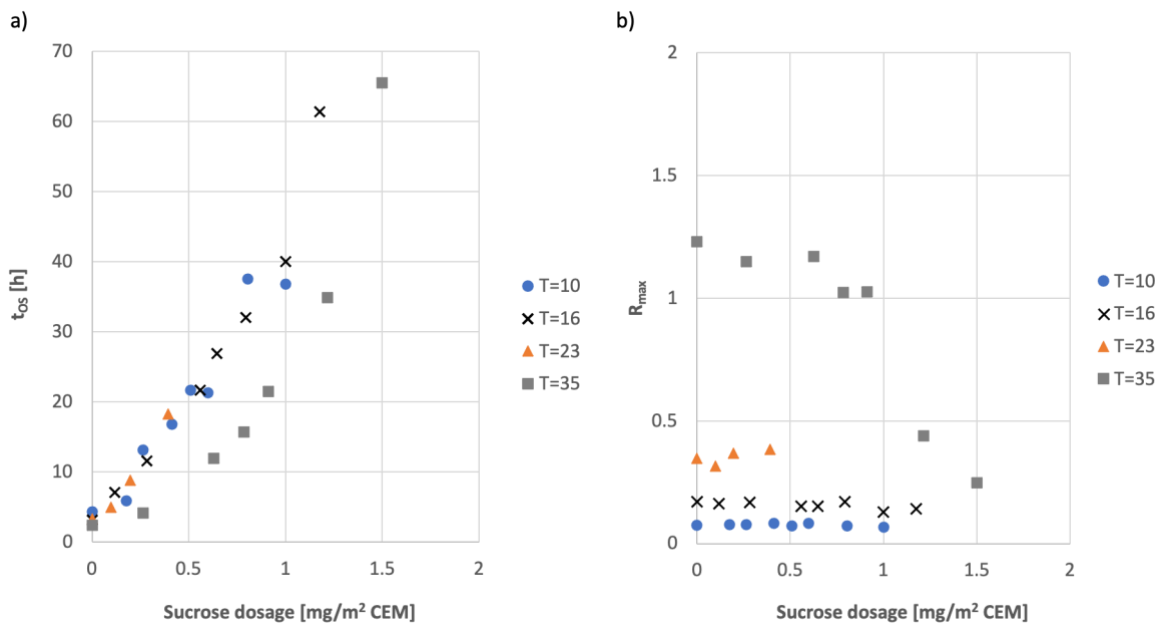 a)
70
60
50
40
30
20
10
0
0 0.5 1 1.5 2
t_OS [h]
Sucrose dosage [mg/m² CEM]
T=10
T=16
T=23
T=35
b)
2
1.5
1
0.5
0
0 0.5 1 1.5 2
R_max
Sucrose dosage [mg/m² CEM]
T=10
T=16
T=23
T=35